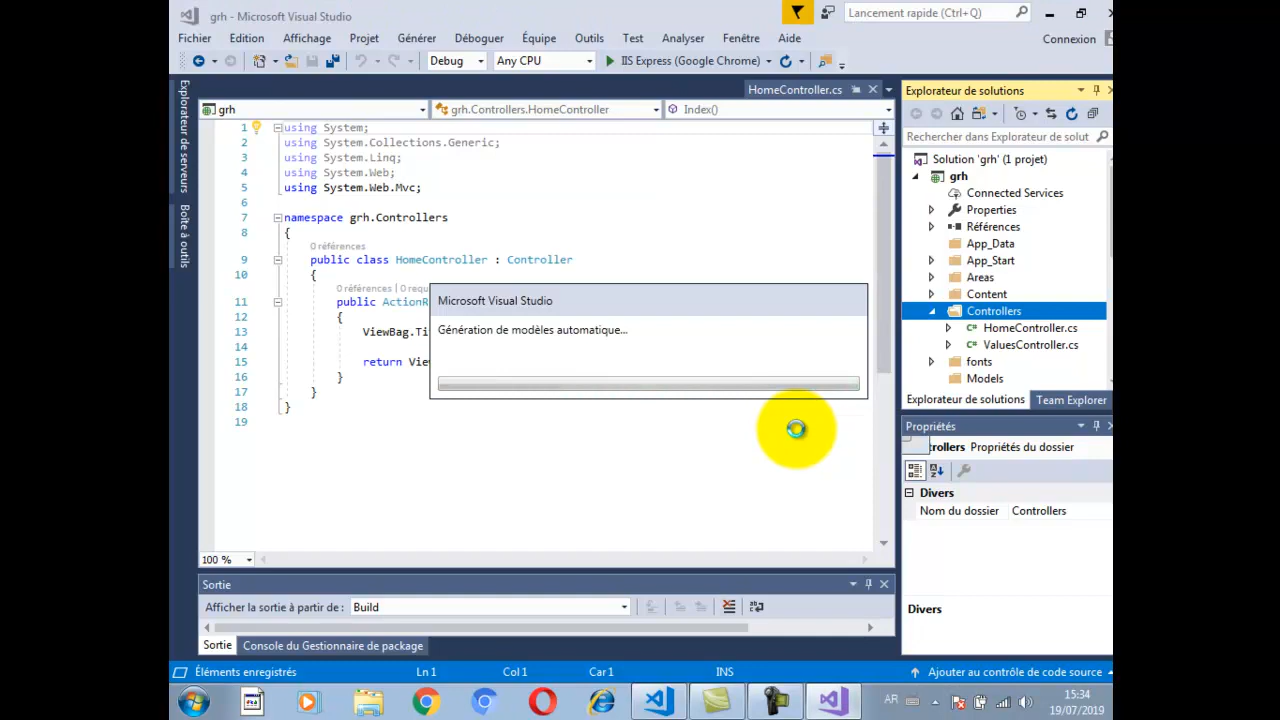 grh - Microsoft Visual Studio
Lancement rapide (Ctrl+Q)
Fichier Edition Affichage Projet Générer Déboguer Équipe Outils Test Analyser Fenêtre Aide
Connexion
Debug Any CPU IIS Express (Google Chrome)
Explorateur de serveurs
Boîte à outils
HomeController.cs
grh grh.Controllers.HomeController Index()
1 using System;
2 using System.Collections.Generic;
3 using System.Linq;
4 using System.Web;
5 using System.Web.Mvc;
6
7 namespace grh.Controllers
8 {
0 références
9 public class HomeController : Controller
10 {
0 références | 0 requ
11 public ActionR
12 {
13 ViewBag.Ti
14
15 return View
16 }
17 }
18 }
19
Microsoft Visual Studio
Génération de modèles automatique...
100 %
Sortie
Afficher la sortie à partir de : Build
Sortie Console du Gestionnaire de package
Explorateur de solutions
Rechercher dans Explorateur de solut
Solution 'grh' (1 projet)
grh
Connected Services
Properties
Références
App_Data
App_Start
Areas
Content
Controllers
C# HomeController.cs
C# ValuesController.cs
fonts
Models
Explorateur de solutions Team Explorer
Propriétés
trollers Propriétés du dossier
Divers
Nom du dossier Controllers
Divers
Éléments enregistrés Ln 1 Col 1 Car 1 INS Ajouter au contrôle de code source
AR 15:34
19/07/2019